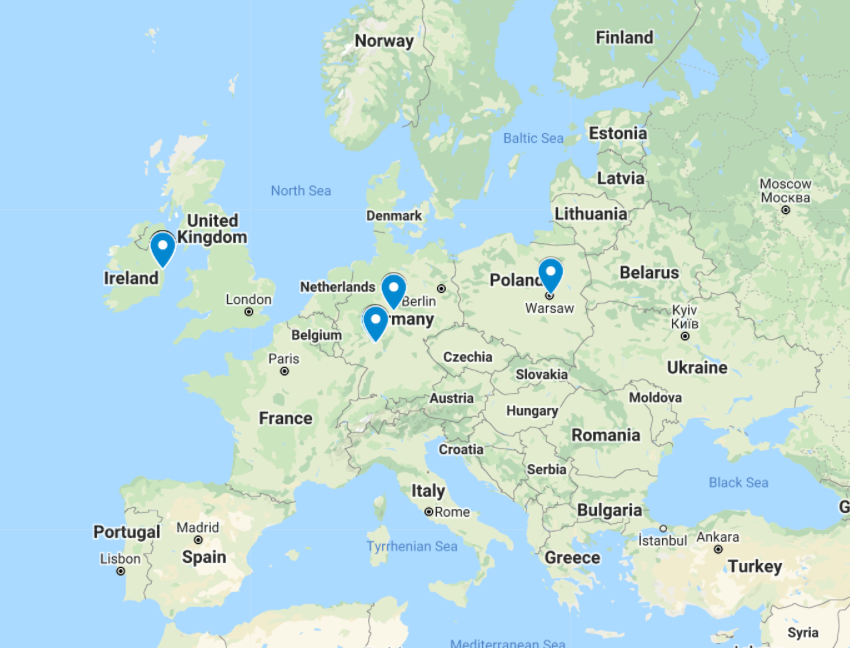 Norway
Finland
Baltic Sea
Estonia
Latvia
Moscow
Москва
North Sea
Denmark
Lithuania
United
Kingdom
Ireland
Netherlands
Berlin
Poland
Warsaw
Belarus
London
Belgium
rmany
Kyiv
Київ
Paris
Czechia
Slovakia
Ukraine
Austria
Hungary
Moldova
France
Croatia
Romania
Serbia
Italy
Rome
Bulgaria
Black Sea
G
Portugal
Madrid
Spain
Lisbon
Tyrrhenian Sea
Greece
İstanbul
Ankara
Turkey
Syria
Mediterranean Sea